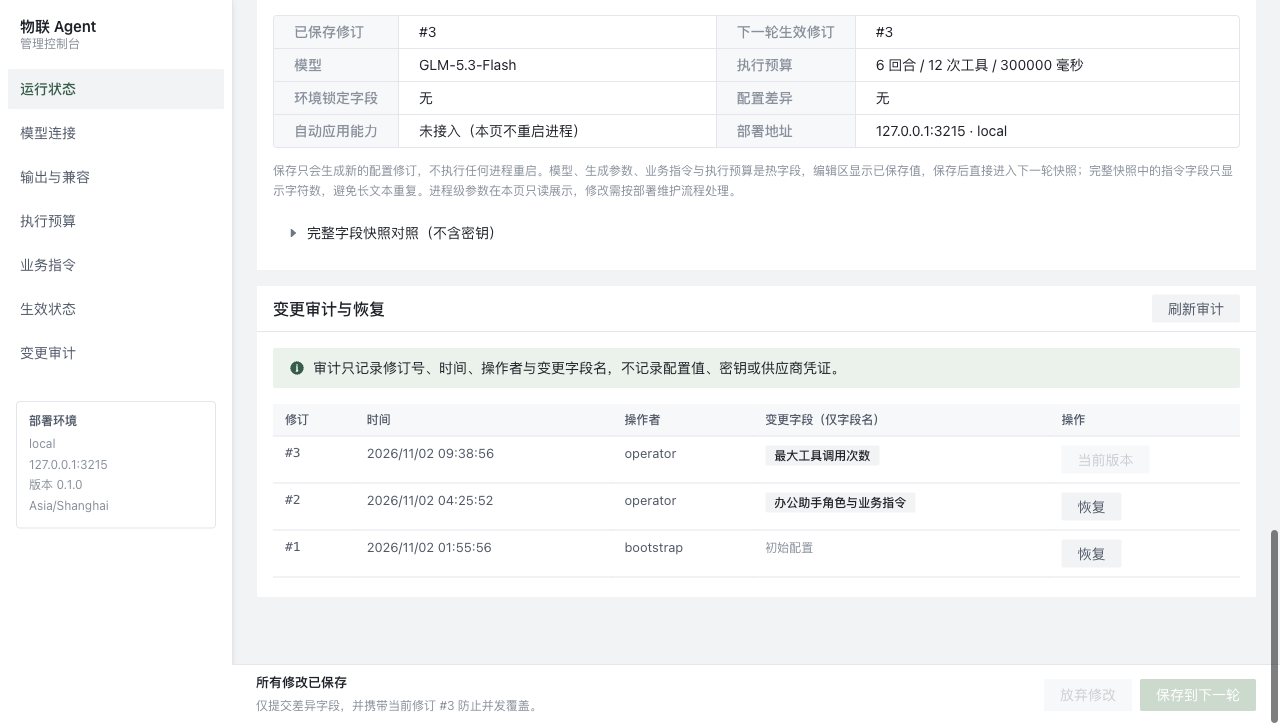 物联 Agent
管理控制台
运行状态
模型连接
输出与兼容
执行预算
业务指令
生效状态
变更审计
部署环境
local
127.0.0.1:3215
版本 0.1.0
Asia/Shanghai
已保存修订 #3 下一轮生效修订 #3
模型 GLM-5.3-Flash 执行预算 6 回合 / 12 次工具 / 300000 毫秒
环境锁定字段 无 配置差异 无
自动应用能力 未接入（本页不重启进程） 部署地址 127.0.0.1:3215 · local
保存只会生成新的配置修订，不执行任何进程重启。模型、生成参数、业务指令与执行预算是热字段，编辑区显示已保存值，保存后直接进入下一轮快照；完整快照中的指令字段只显
示字符数，避免长文本重复。进程级参数在本页只读展示，修改需按部署维护流程处理。
完整字段快照对照（不含密钥）
变更审计与恢复 刷新审计
审计只记录修订号、时间、操作者与变更字段名，不记录配置值、密钥或供应商凭证。
修订 时间 操作者 变更字段（仅字段名） 操作
#3 2026/11/02 09:38:56 operator 最大工具调用次数 当前版本
#2 2026/11/02 04:25:52 operator 办公助手角色与业务指令 恢复
#1 2026/11/02 01:55:56 bootstrap 初始配置 恢复
所有修改已保存
仅提交差异字段，并携带当前修订 #3 防止并发覆盖。
放弃修改 保存到下一轮